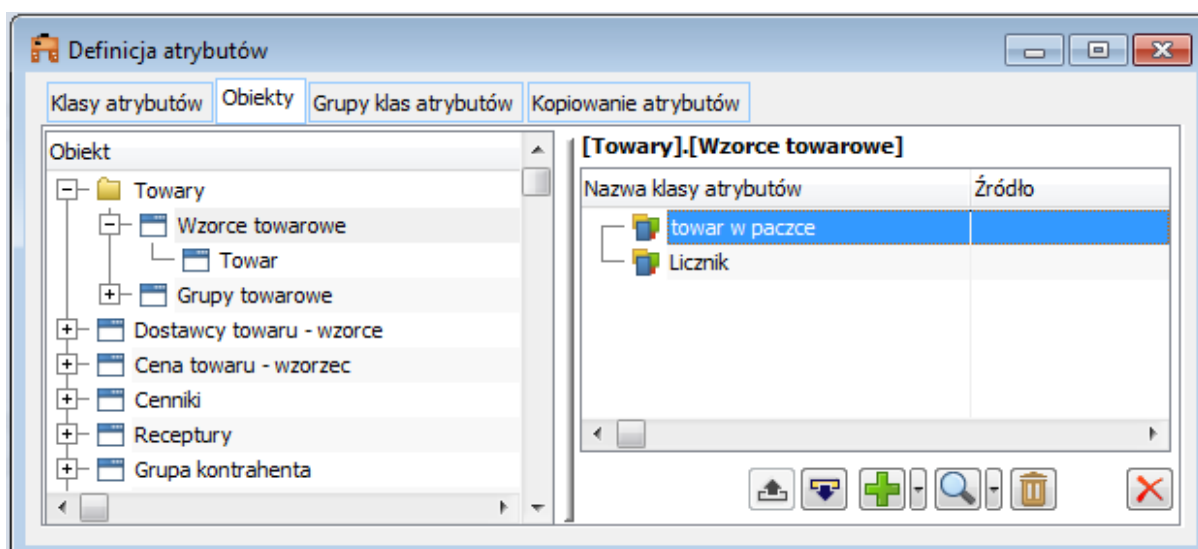 Definicja atrybutów
Klasy atrybutów Obiekty Grupy klas atrybutów Kopiowanie atrybutów
Obiekt
Towary
Wzorce towarowe
Towar
Grupy towarowe
Dostawcy towaru - wzorce
Cena towaru - wzorzec
Cenniki
Receptury
Grupa kontrahenta
[Towary].[Wzorce towarowe]
Nazwa klasy atrybutów Źródło
towar w paczce
Licznik